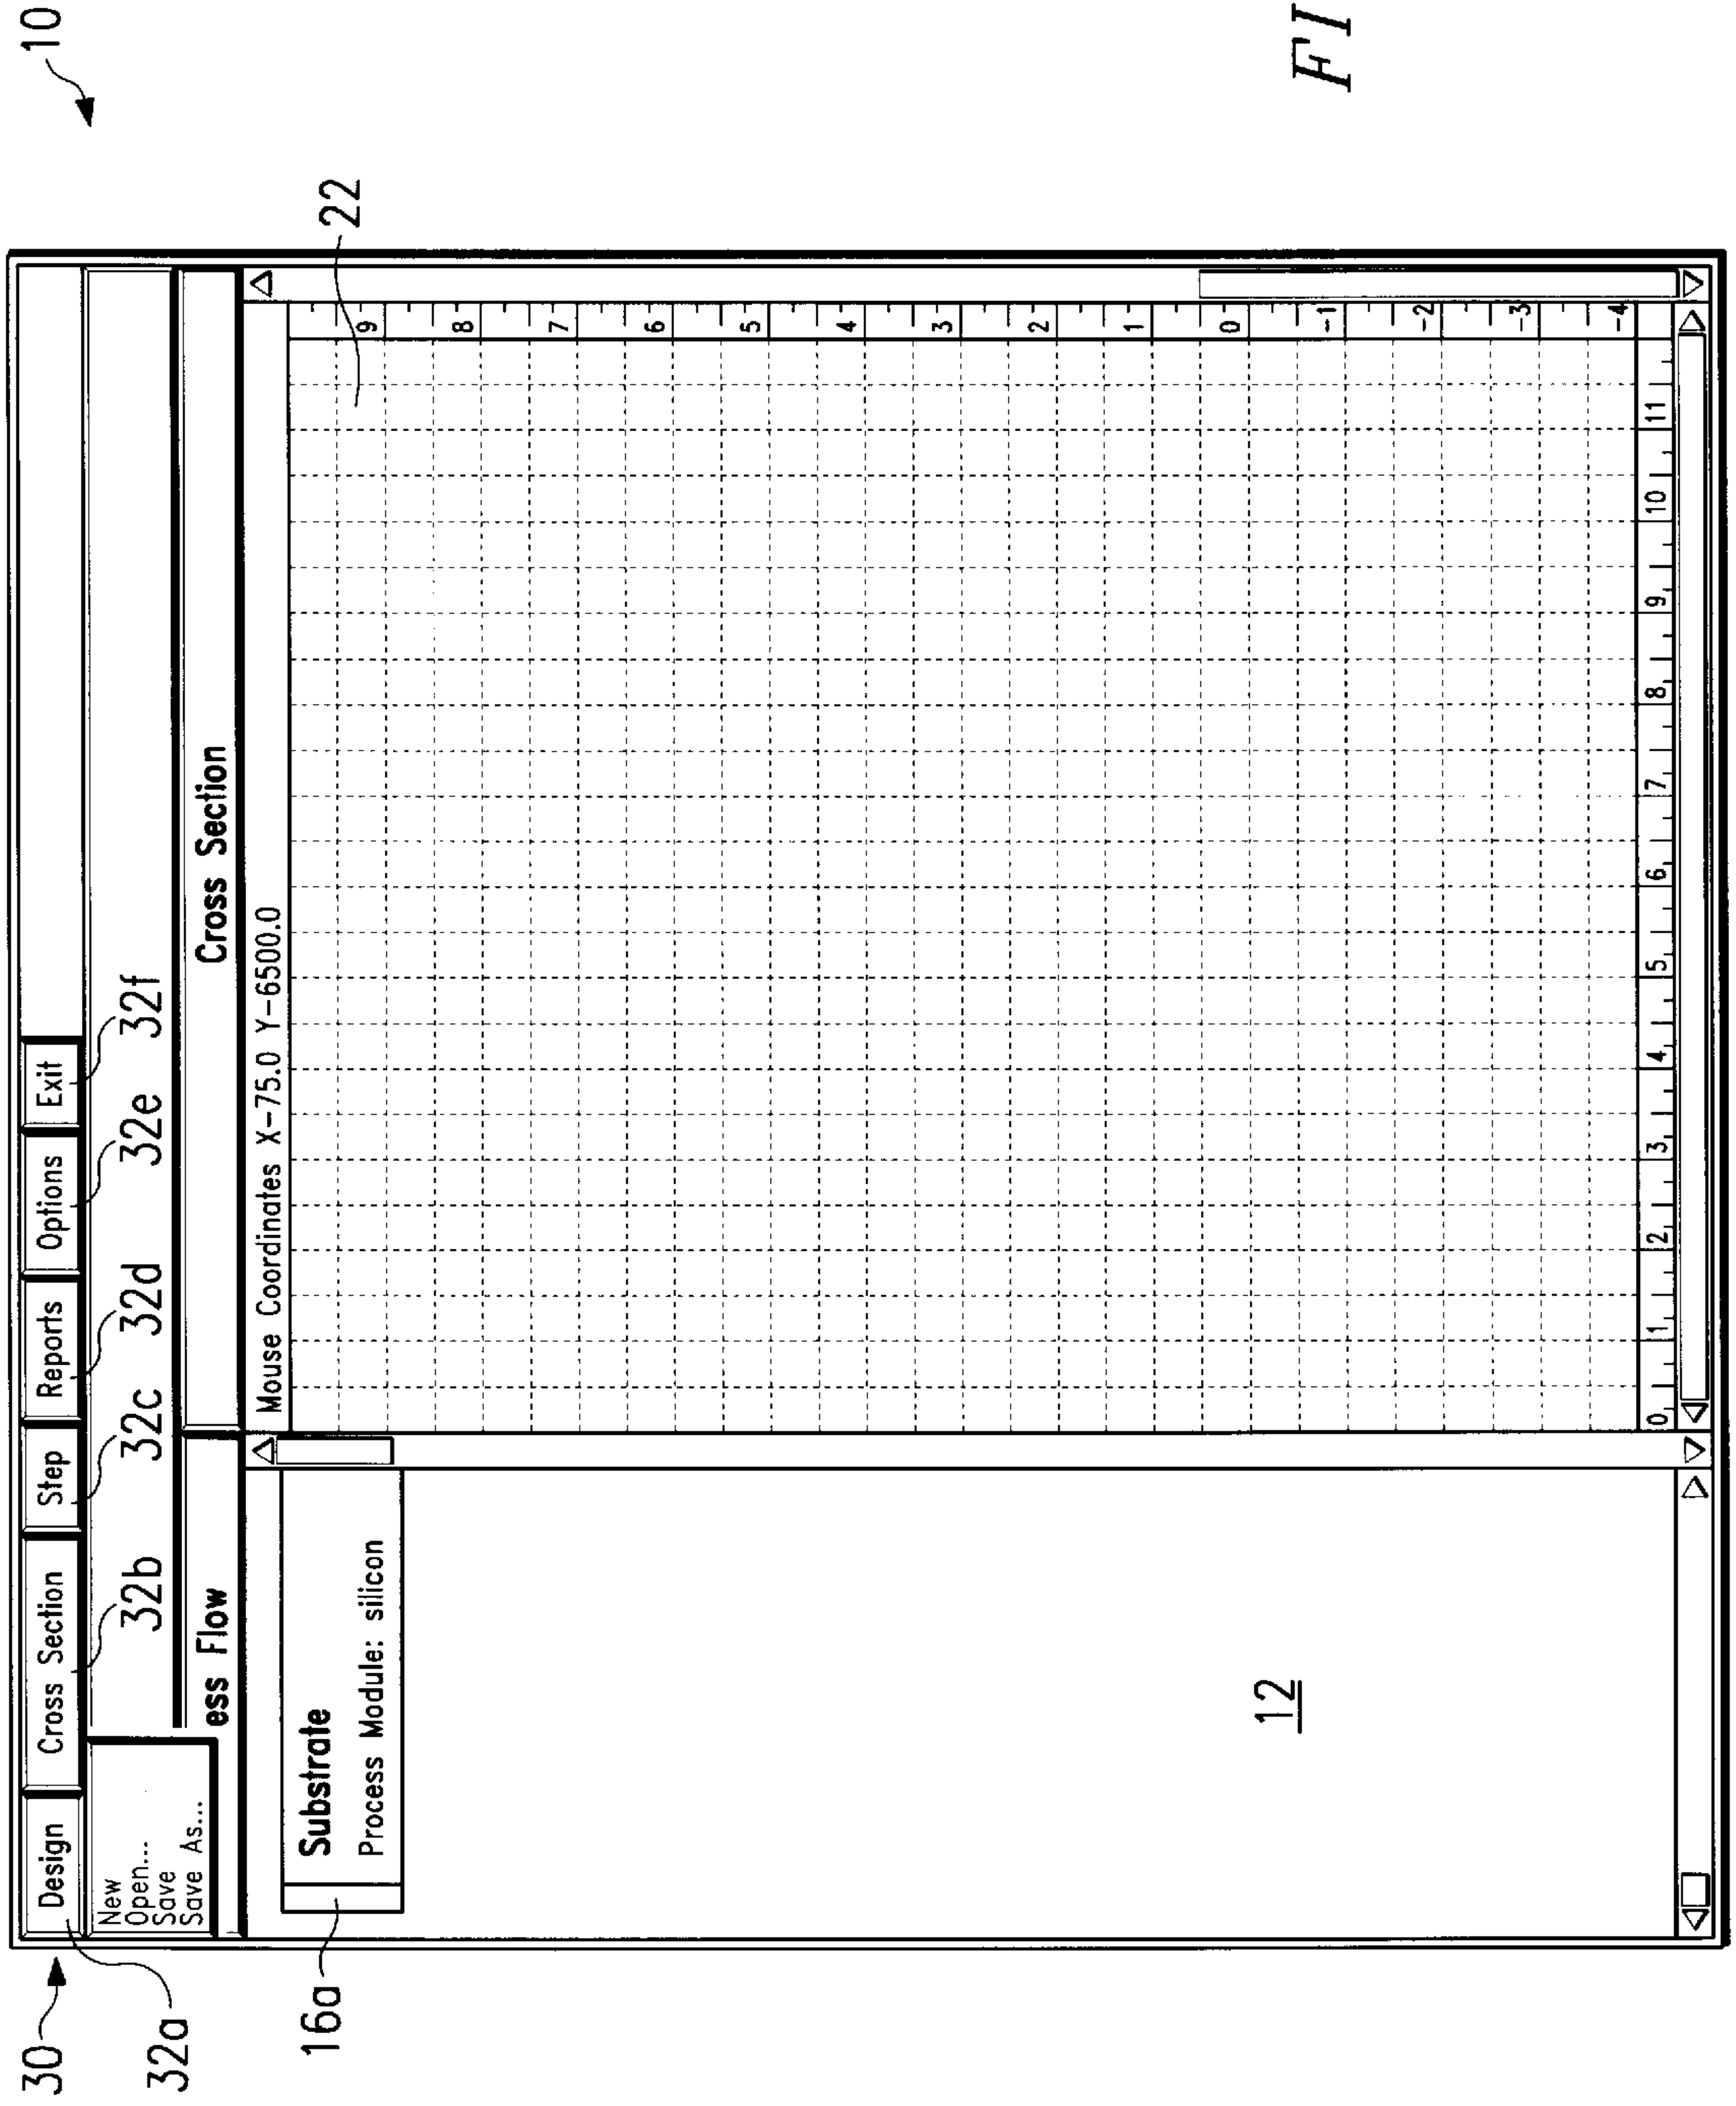 10
30
Design Cross Section Step Reports Options Exit
32a
32b
32c
32d
32e
32f
New
Open...
Save
Save As...
ess Flow
Cross Section
Mouse Coordinates X-75.0 Y-6500.0
22
16a
Substrate
Process Module: silicon
12
9
8
7
6
5
4
3
2
1
0
-1
-2
-3
-4
0 1 2 3 4 5 6 7 8 9 10 11
FI